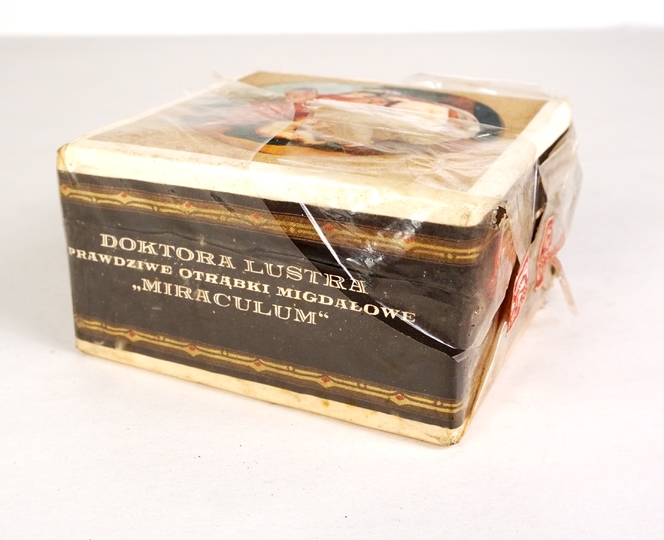 DOKTORA LUSTRA
PRAWDZIWE OTRĄBKI MIGDAŁOWE
„MIRACULUM“